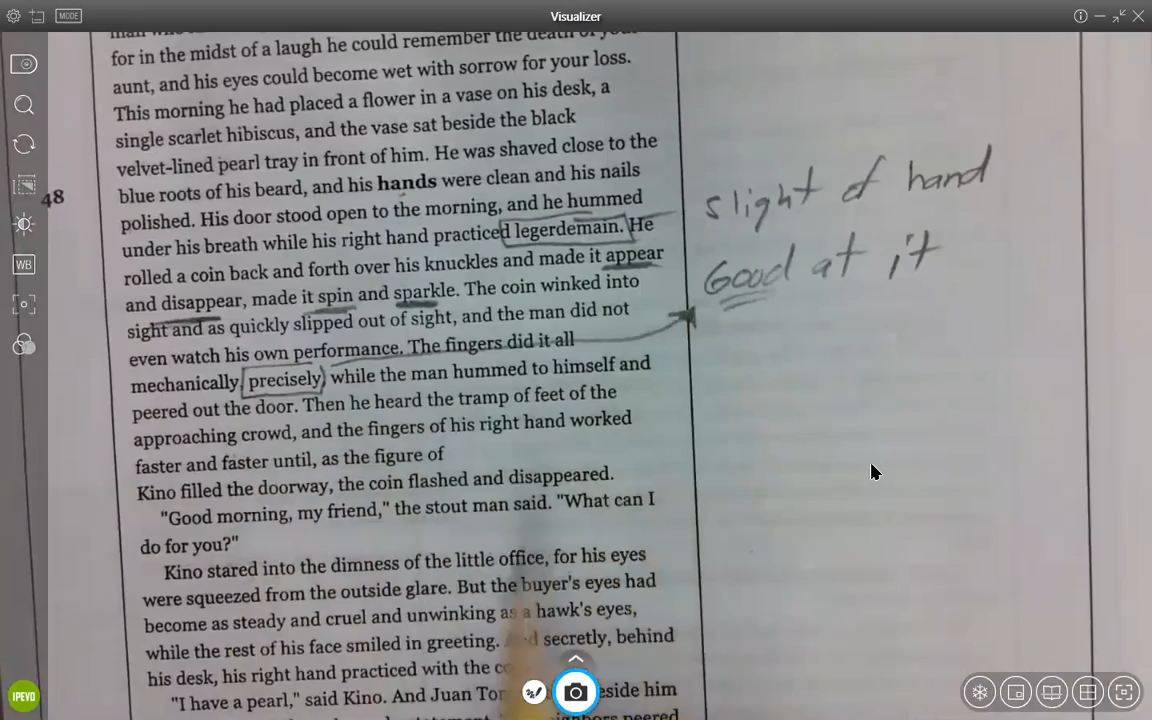 Visualizer
MODE
for in the midst of a laugh he could remember the death of
aunt, and his eyes could become wet with sorrow for your loss.
This morning he had placed a flower in a vase on his desk, a
single scarlet hibiscus, and the vase sat beside the black
velvet-lined pearl tray in front of him. He was shaved close to the
blue roots of his beard, and his hands were clean and his nails
48
polished. His door stood open to the morning, and he hummed
under his breath while his right hand practiced legerdemain. He
rolled a coin back and forth over his knuckles and made it appear
and disappear, made it spin and sparkle. The coin winked into
sight and as quickly slipped out of sight, and the man did not
even watch his own performance. The fingers did it all
mechanically, precisely, while the man hummed to himself and
peered out the door. Then he heard the tramp of feet of the
approaching crowd, and the fingers of his right hand worked
faster and faster until, as the figure of
Kino filled the doorway, the coin flashed and disappeared.
"Good morning, my friend," the stout man said. "What can I
do for you?"
Kino stared into the dimness of the little office, for his eyes
were squeezed from the outside glare. But the buyer's eyes had
become as steady and cruel and unwinking as a hawk's eyes,
while the rest of his face smiled in greeting. And secretly, behind
his desk, his right hand practiced with the
"I have a pearl," said Kino. And Juan beside him
peered
slight of hand
Good at it
WB
IPEVO